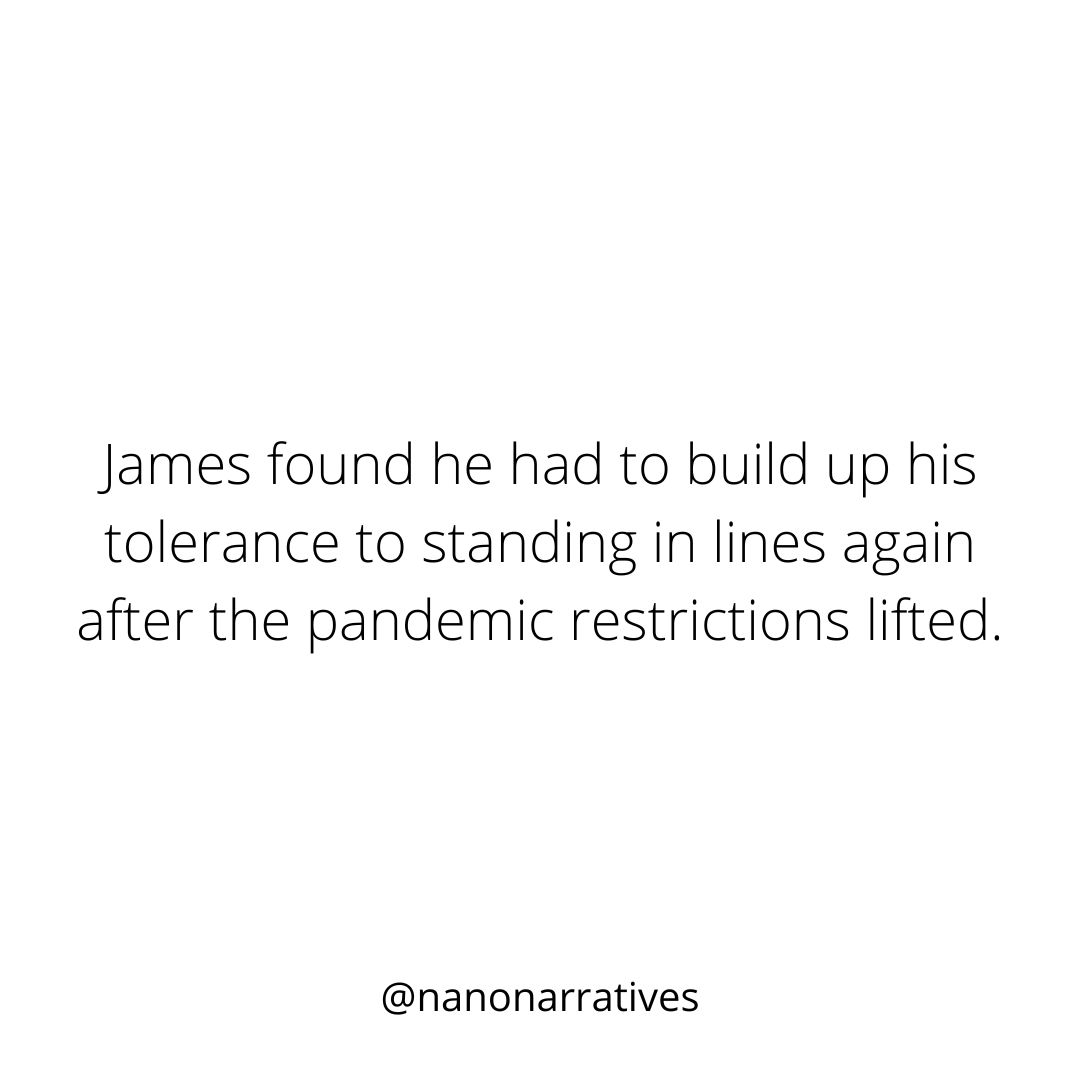 James found he had to build up his
tolerance to standing in lines again
after the pandemic restrictions lifted.
@nanonarratives